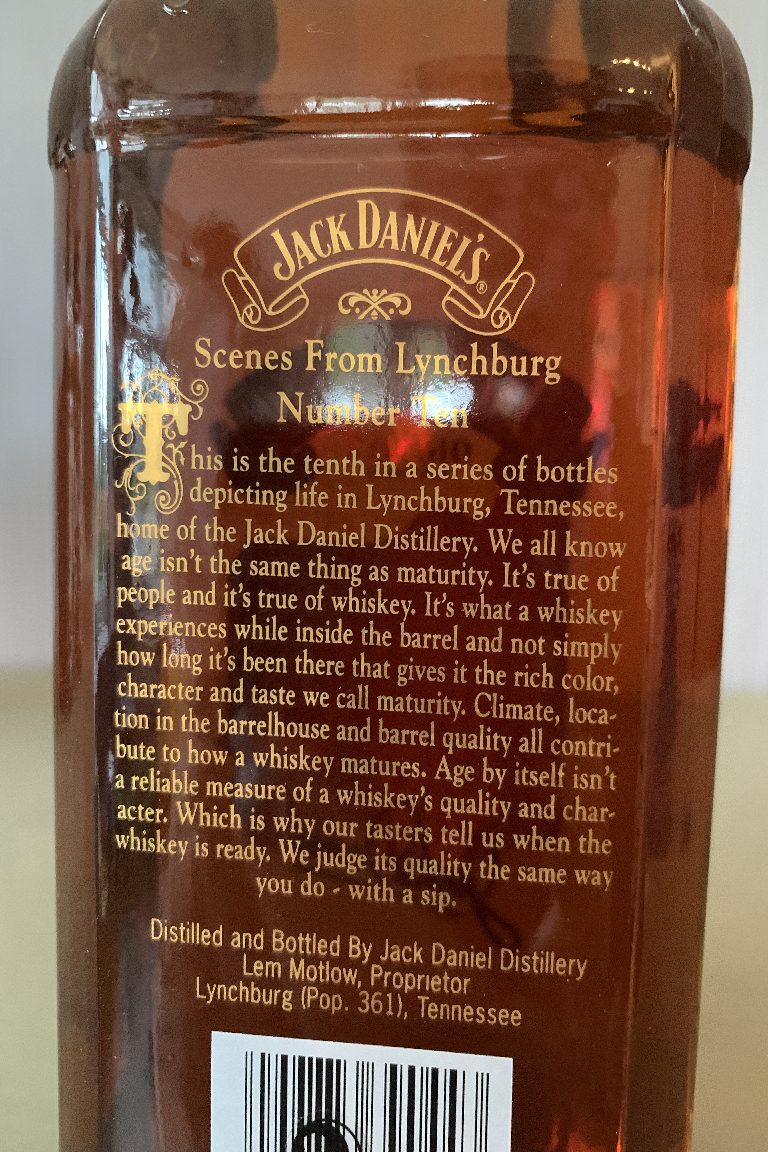 JACK DANIEL'S®
Scenes From Lynchburg
Number Ten
This is the tenth in a series of bottles
depicting life in Lynchburg, Tennessee,
home of the Jack Daniel Distillery. We all know
age isn't the same thing as maturity. It's true of
people and it's true of whiskey. It's what a whiskey
experiences while inside the barrel and not simply
how long it's been there that gives it the rich color,
character and taste we call maturity. Climate, loca-
tion in the barrelhouse and barrel quality all contri-
bute to how a whiskey matures. Age by itself isn't
a reliable measure of a whiskey's quality and char-
acter. Which is why our tasters tell us when the
whiskey is ready. We judge its quality the same way
you do - with a sip.
Distilled and Bottled By Jack Daniel Distillery
Lem Motlow, Proprietor
Lynchburg (Pop. 361), Tennessee